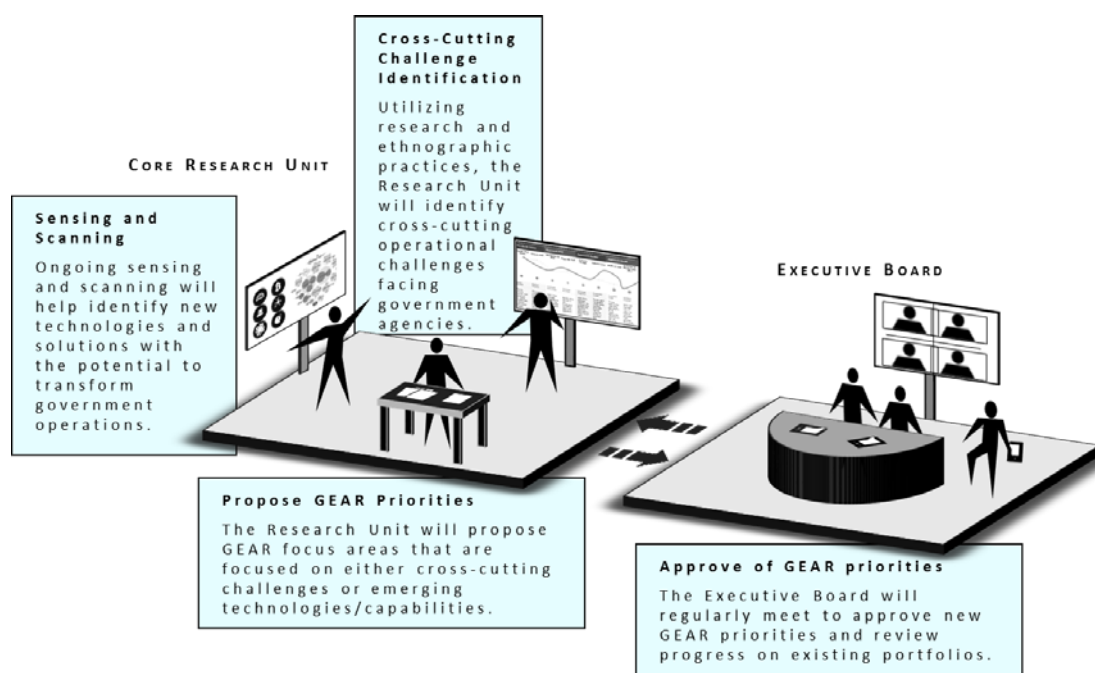 CORE RESEARCH UNIT
Sensing and
Scanning
Ongoing sensing
and scanning will
help identify new
technologies and
solutions with
the potential to
transform
government
operations.
Cross-Cutting
Challenge
Identification
Utilizing
research and
ethnographic
practices, the
Research Unit
will identify
cross-cutting
operational
challenges
facing
government
agencies.
Propose GEAR Priorities
The Research Unit will propose
GEAR focus areas that are
focused on either cross-cutting
challenges or emerging
technologies/capabilities.
EXECUTIVE BOARD
Approve of GEAR priorities
The Executive Board will
regularly meet to approve new
GEAR priorities and review
progress on existing portfolios.